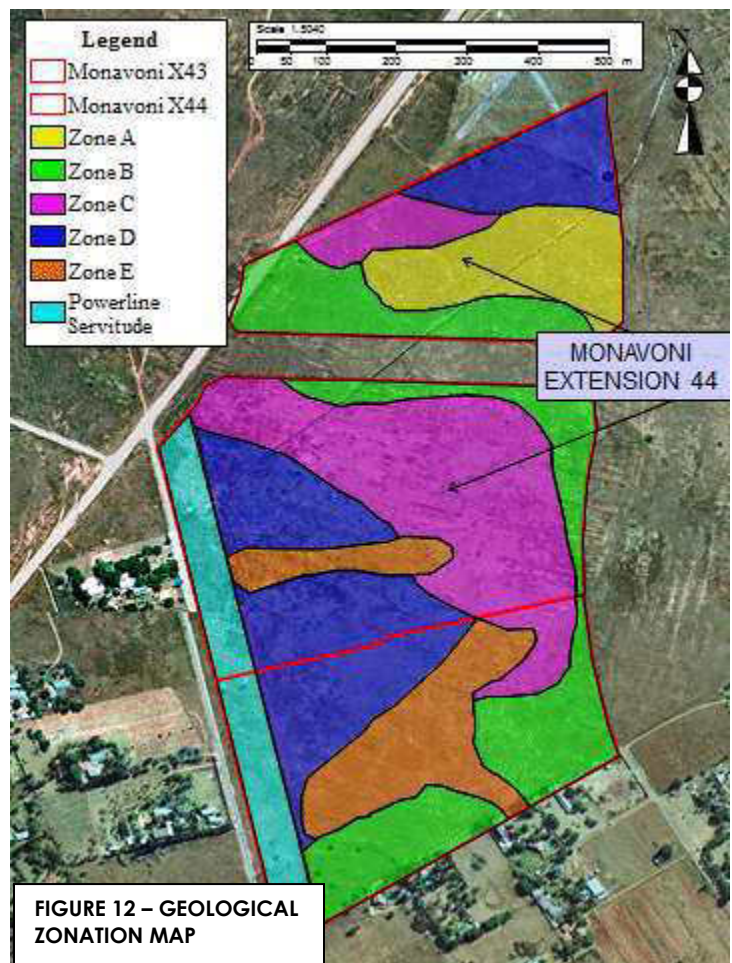 Legend
Monavoni X43
Monavoni X44
Zone A
Zone B
Zone C
Zone D
Zone E
Powerline
Servitude
Scale 1:5040
0 50 100 200 300 400 500 m
N
MONAVONI
EXTENSION 44
FIGURE 12 – GEOLOGICAL
ZONATION MAP